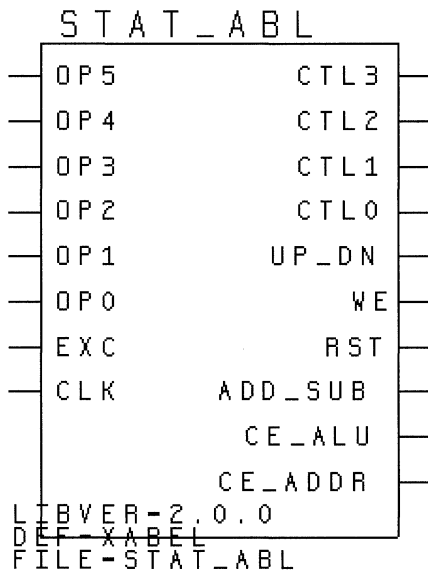 STAT_ABL
OP5 CTL3
OP4 CTL2
OP3 CTL1
OP2 CTL0
OP1 UP_DN
OP0 WE
EXC RST
CLK ADD_SUB
CE_ALU
CE_ADDR
LIBVER=2.0.0
DEF=XABEL
FILE=STAT_ABL